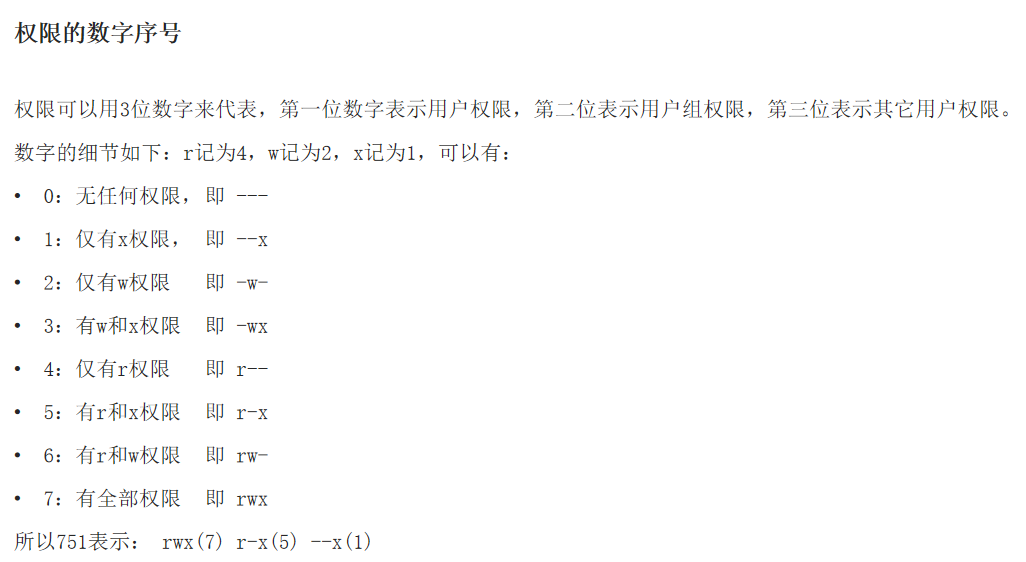 权限的数字序号
权限可以用3位数字来代表，第一位数字表示用户权限，第二位表示用户组权限，第三位表示其它用户权限。
数字的细节如下：r记为4，w记为2，x记为1，可以有：
• 0：无任何权限，即 ---
• 1：仅有x权限， 即 --x
• 2：仅有w权限 即 -w-
• 3：有w和x权限 即 -wx
• 4：仅有r权限 即 r--
• 5：有r和x权限 即 r-x
• 6：有r和w权限 即 rw-
• 7：有全部权限 即 rwx
所以751表示： rwx(7) r-x(5) --x(1)